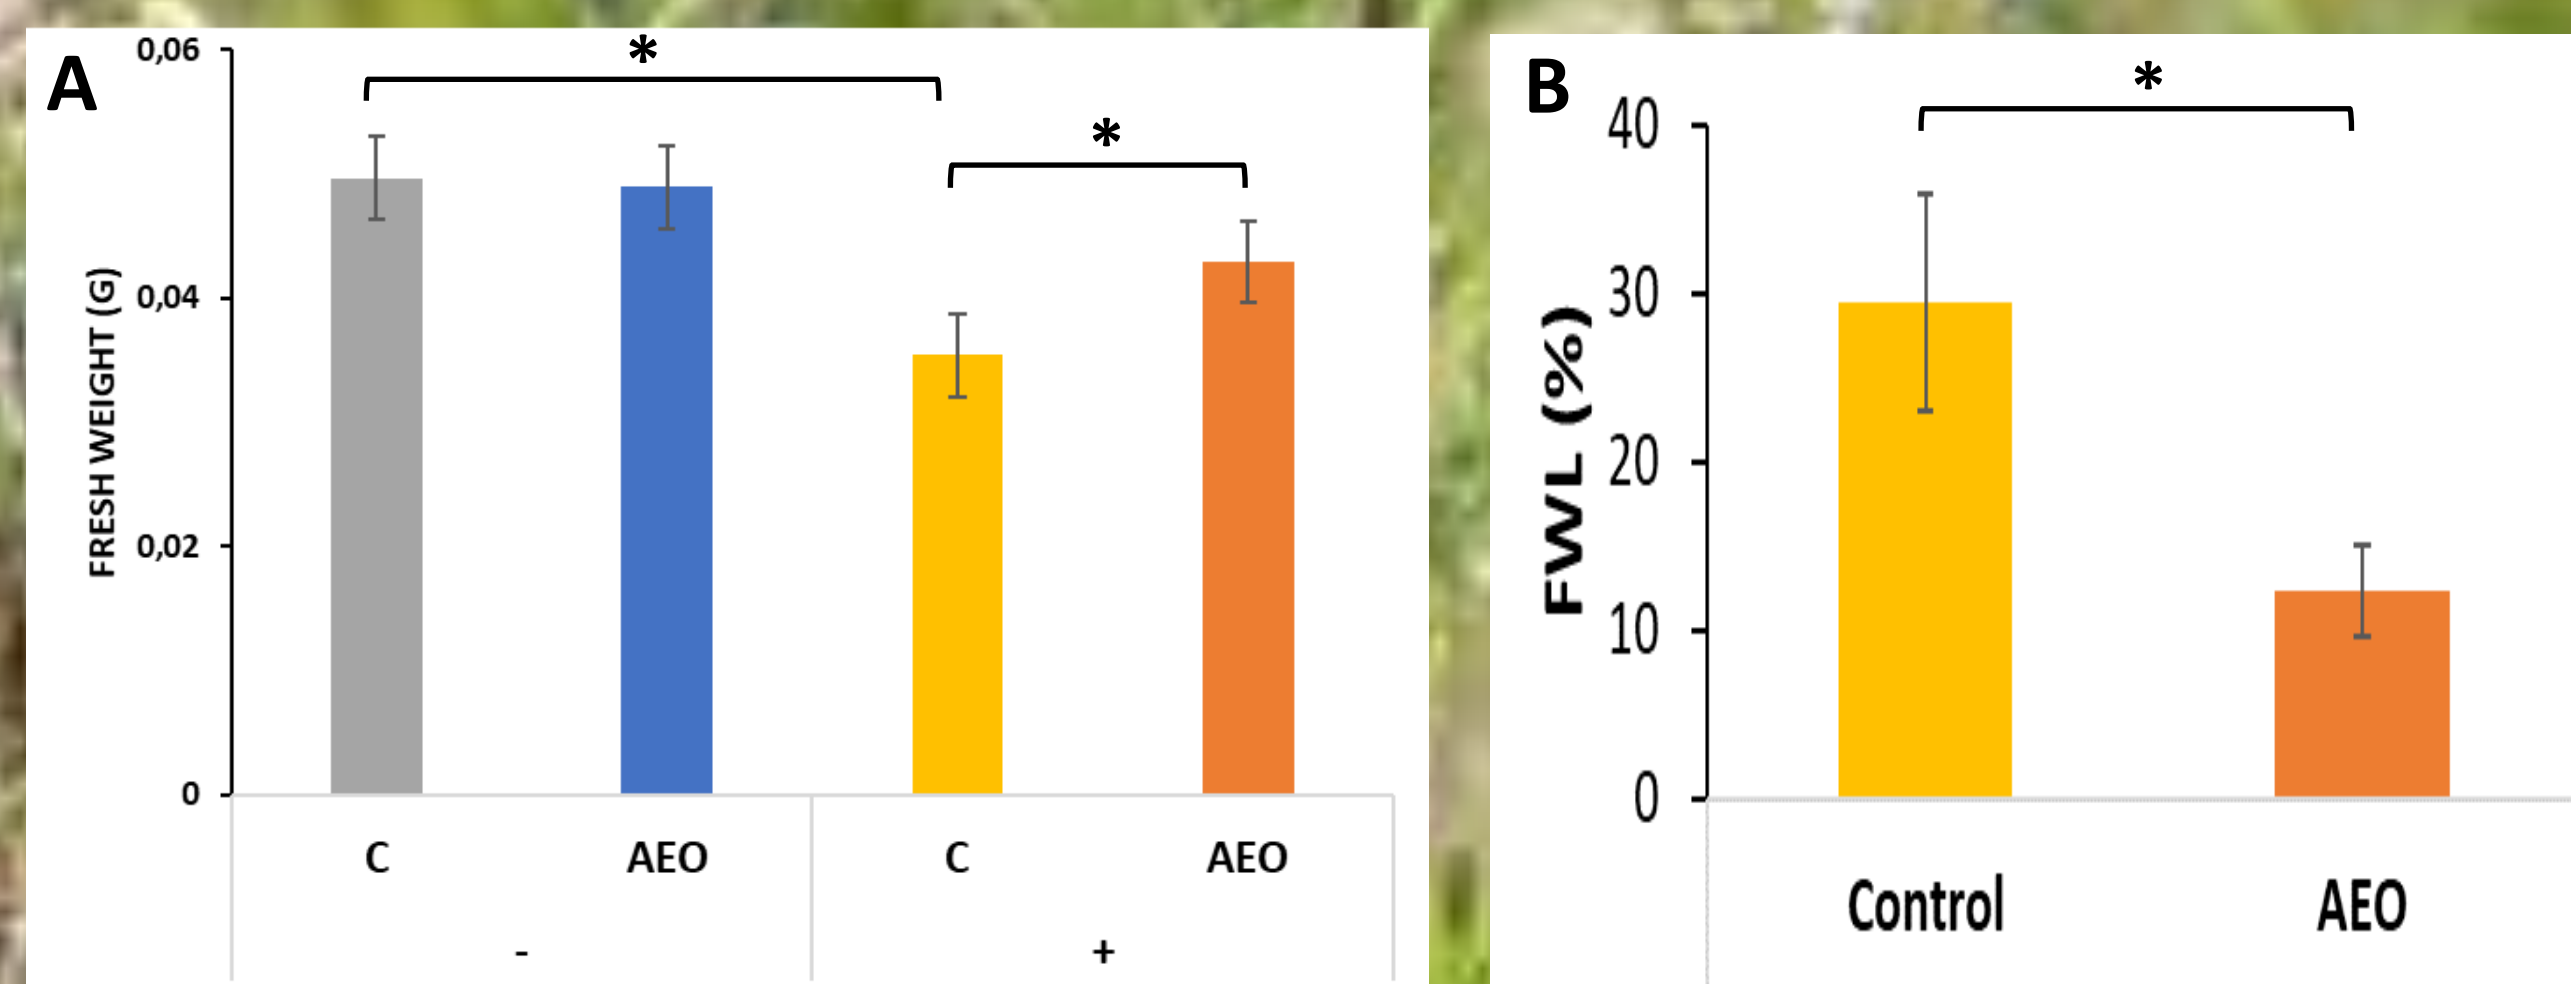 A
*
*
FRESH WEIGHT (G)
0,06
0,04
0,02
0
C AEO C AEO
- +
B
*
FWL (%)
40
30
20
10
0
Control AEO